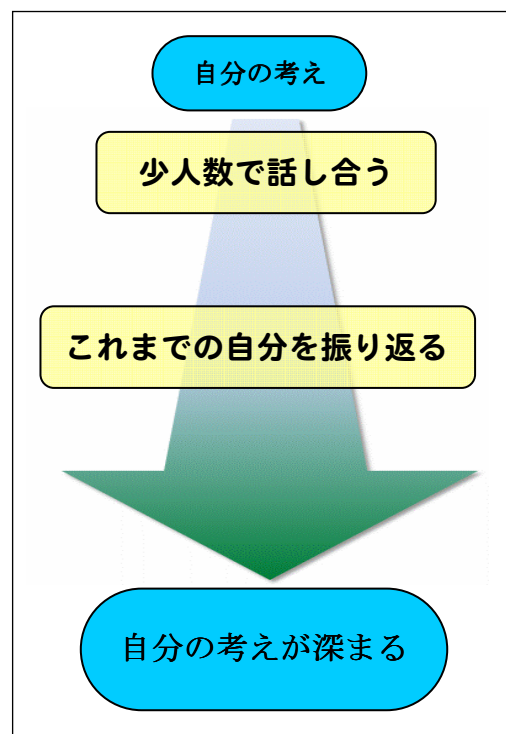 自分の考え
少人数で話し合う
これまでの自分を振り返る
自分の考えが深まる